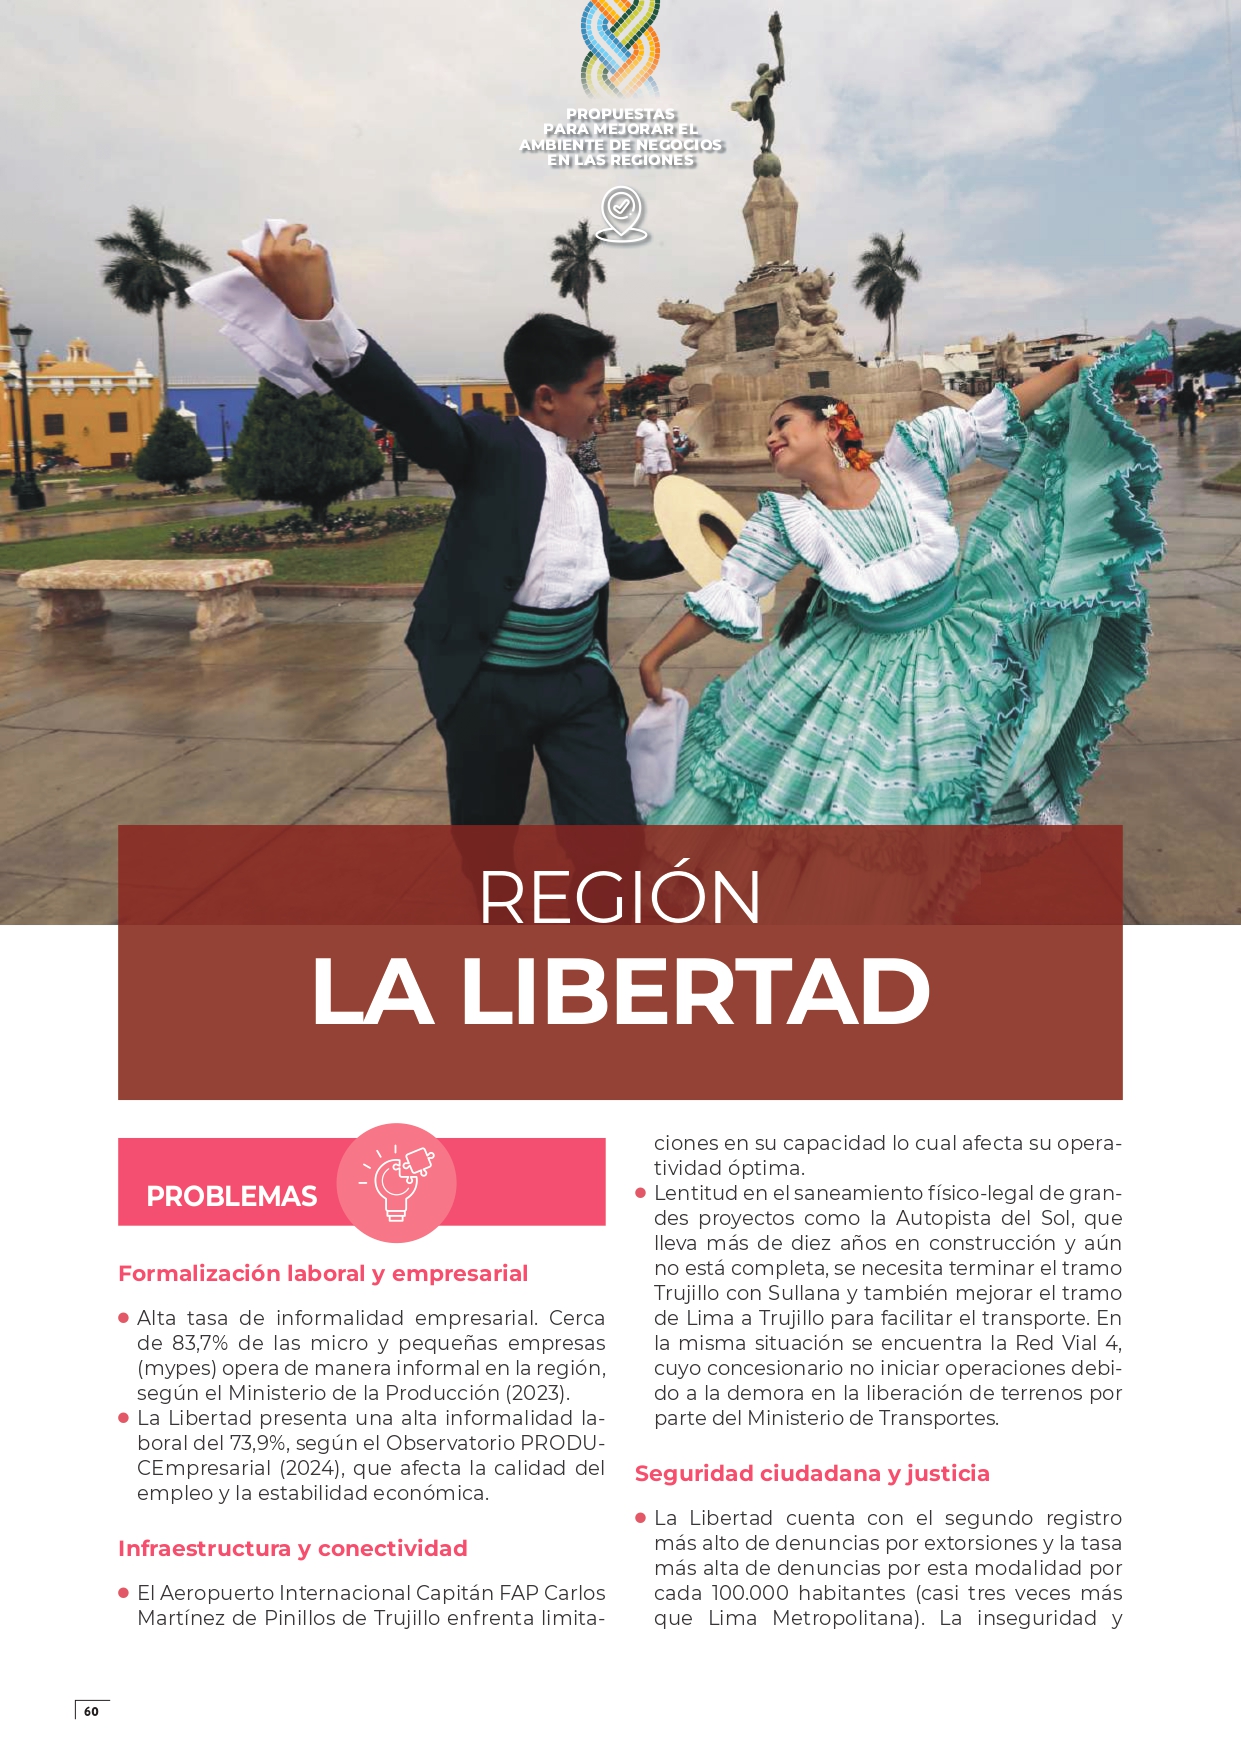 PROPUESTAS
PARA MEJORAR EL
AMBIENTE DE NEGOCIOS
EN LAS REGIONES
REGIÓN
LA LIBERTAD
PROBLEMAS
Formalización laboral y empresarial
Alta tasa de informalidad empresarial. Cerca
de 83,7% de las micro y pequeñas empresas
(mypes) opera de manera informal en la región,
según el Ministerio de la Producción (2023).
La Libertad presenta una alta informalidad la-
boral del 73,9%, según el Observatorio PRODU-
CEmpresarial (2024), que afecta la calidad del
empleo y la estabilidad económica.
Infraestructura y conectividad
El Aeropuerto Internacional Capitán FAP Carlos
Martínez de Pinillos de Trujillo enfrenta limita-
ciones en su capacidad lo cual afecta su opera-
tividad óptima.
Lentitud en el saneamiento físico-legal de gran-
des proyectos como la Autopista del Sol, que
lleva más de diez años en construcción y aún
no está completa, se necesita terminar el tramo
Trujillo con Sullana y también mejorar el tramo
de Lima a Trujillo para facilitar el transporte. En
la misma situación se encuentra la Red Vial 4,
cuyo concesionario no iniciar operaciones debi-
do a la demora en la liberación de terrenos por
parte del Ministerio de Transportes.
Seguridad ciudadana y justicia
La Libertad cuenta con el segundo registro
más alto de denuncias por extorsiones y la tasa
más alta de denuncias por esta modalidad por
cada 100.000 habitantes (casi tres veces más
que Lima Metropolitana). La inseguridad y
60